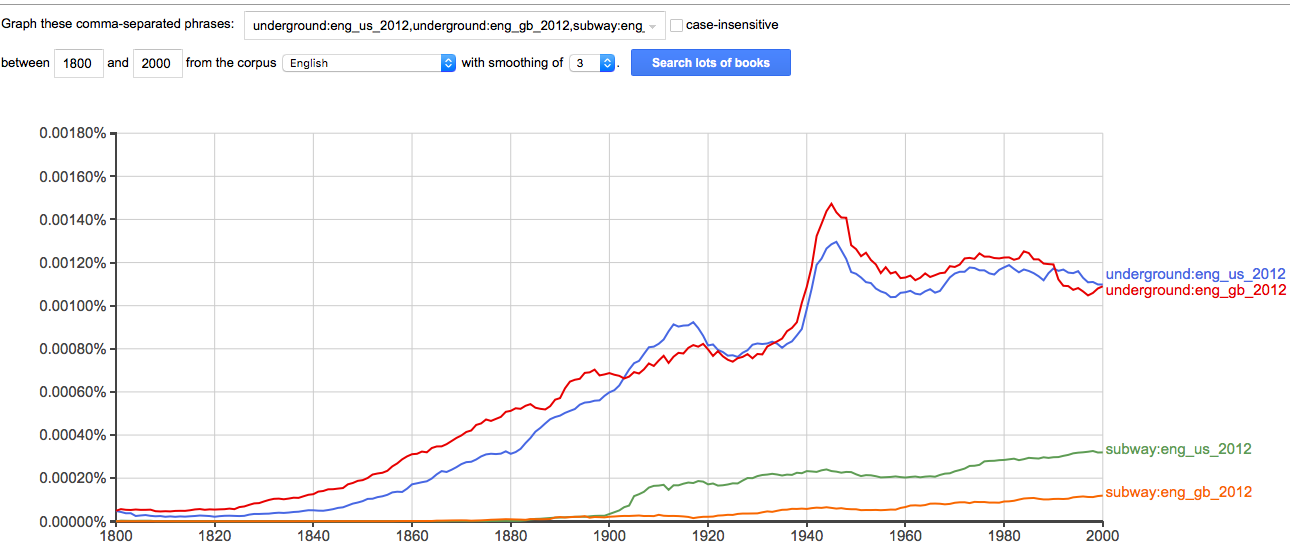 Graph these comma-separated phrases: underground:eng_us_2012,underground:eng_gb_2012,subway:eng_ case-insensitive
between 1800 and 2000 from the corpus English with smoothing of 3 . Search lots of books
0.00180%
0.00160%
0.00140%
0.00120%
underground:eng_us_2012
underground:eng_gb_2012
0.00100%
0.00080%
0.00060%
0.00040%
subway:eng_us_2012
0.00020%
subway:eng_gb_2012
0.00000%
1800 1820 1840 1860 1880 1900 1920 1940 1960 1980 2000